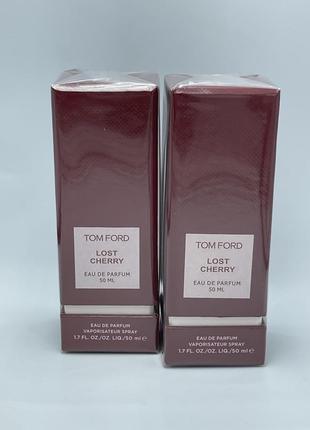 TOM FORD
LOST
CHERRY
EAU DE PARFUM
50 ML
EAU DE PARFUM
VAPORISATEUR SPRAY
1.7 FL. OZ./OZ. LIQ./50 ml ℮
TOM FORD
LOST
CHERRY
EAU DE PARFUM
50 ML
EAU DE PARFUM
VAPORISATEUR SPRAY
1.7 FL. OZ./OZ. LIQ./50 ml ℮